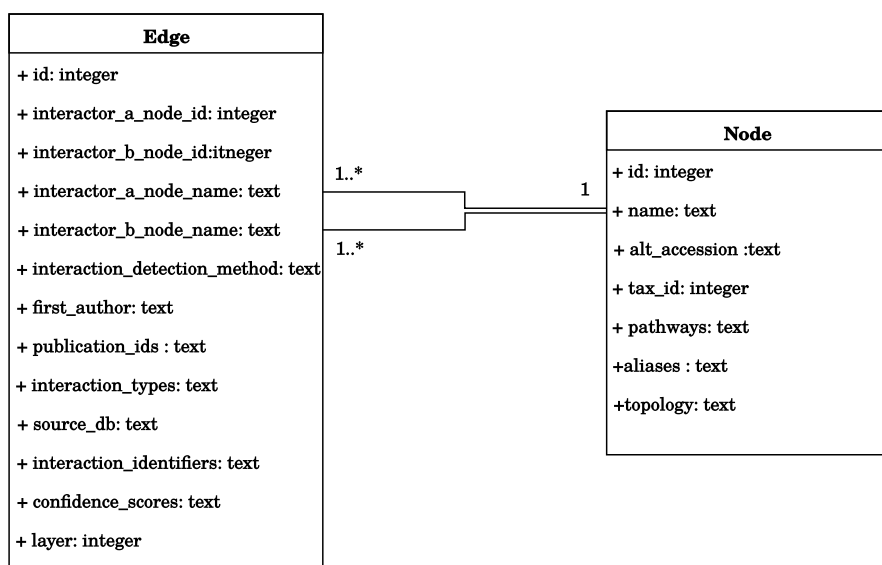 Edge
+ id: integer
+ interactor_a_node_id: integer
+ interactor_b_node_id:itneger
+ interactor_a_node_name: text
+ interactor_b_node_name: text
+ interaction_detection_method: text
+ first_author: text
+ publication_ids : text
+ interaction_types: text
+ source_db: text
+ interaction_identifiers: text
+ confidence_scores: text
+ layer: integer
1..*
1..*
1
Node
+ id: integer
+ name: text
+ alt_accession :text
+ tax_id: integer
+ pathways: text
+aliases : text
+topology: text